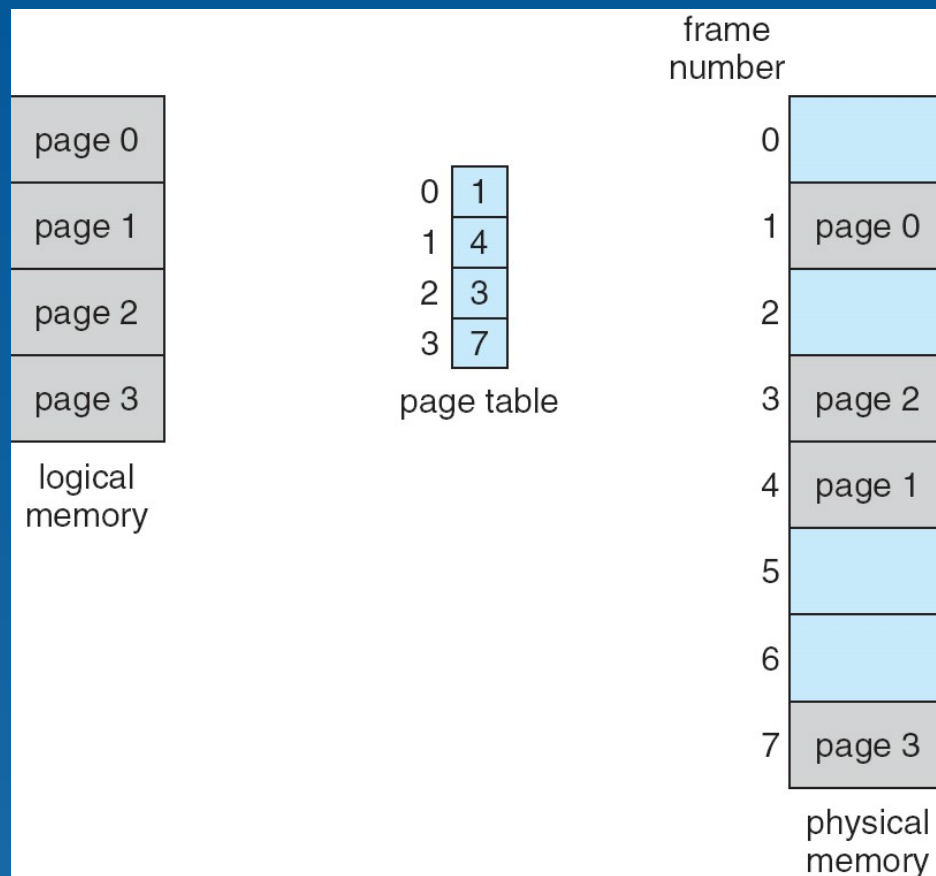 page 0
page 1
page 2
page 3
logical
memory
0 1
1 4
2 3
3 7
page table
frame
number
0
1 page 0
2
3 page 2
4 page 1
5
6
7 page 3
physical
memory